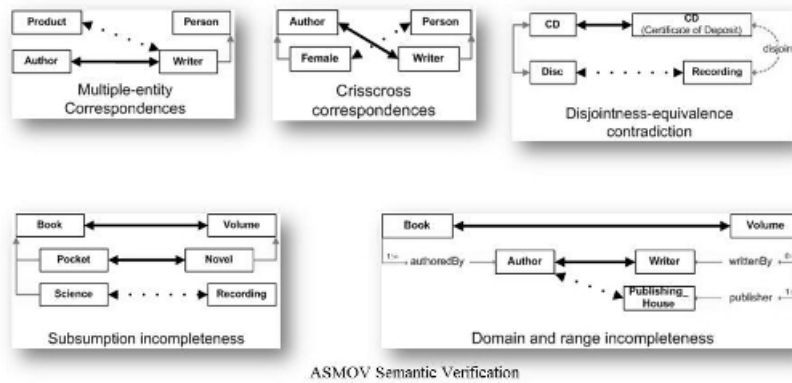 Product
Person
Author
Writer
Multiple-entity
Correspondences
Author
Person
Female
Writer
Crisscross
correspondences
CD
CD
(Certificate of Deposit)
disjoint
Disc
Recording
Disjointness-equivalence
contradiction
Book
Volume
Pocket
Novel
Science
Recording
Subsumption incompleteness
Book
Volume
authoredBy
Author
Writer
writtenBy
Publishing_
House
publisher
Domain and range incompleteness
ASMOV Semantic Verification